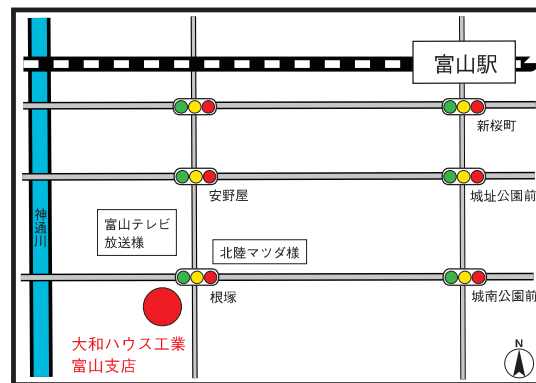 富山駅
新桜町
安野屋
城址公園前
神通川
富山テレビ
放送様
北陸マツダ様
根塚
城南公園前
大和ハウス工業
富山支店
N